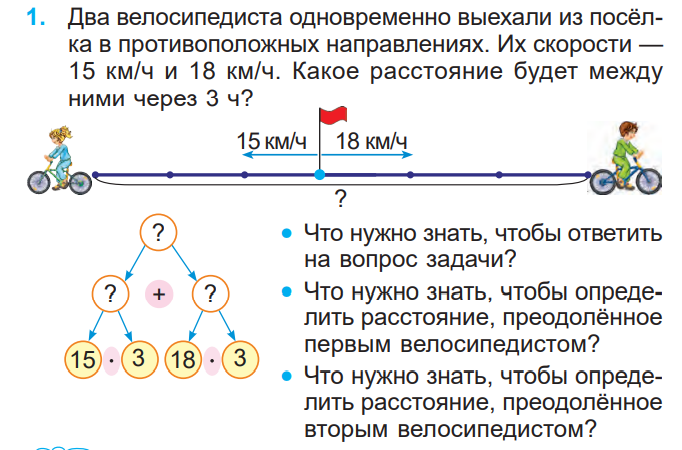 1. Два велосипедиста одновременно выехали из посёл-
ка в противоположных направлениях. Их скорости —
15 км/ч и 18 км/ч. Какое расстояние будет между
ними через 3 ч?
15 км/ч 18 км/ч
?
?
? + ?
15 · 3 18 · 3
• Что нужно знать, чтобы ответить
на вопрос задачи?
• Что нужно знать, чтобы опреде-
лить расстояние, преодолённое
первым велосипедистом?
• Что нужно знать, чтобы опреде-
лить расстояние, преодолённое
вторым велосипедистом?